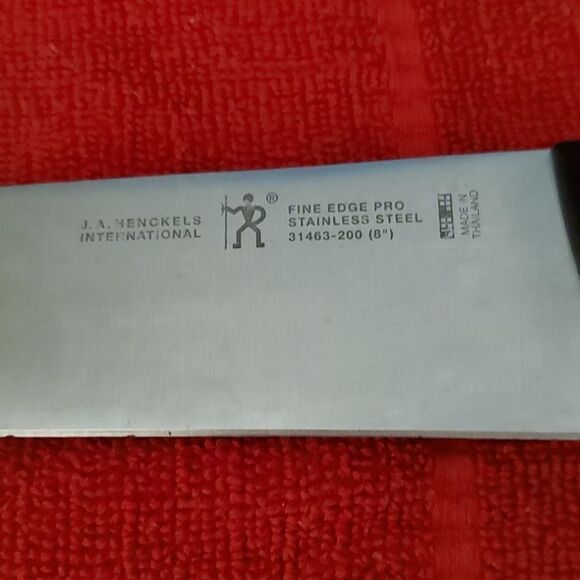 J.A. HENCKELS
INTERNATIONAL
®
FINE EDGE PRO
STAINLESS STEEL
31463-200 (8")
MADE IN
THAILAND